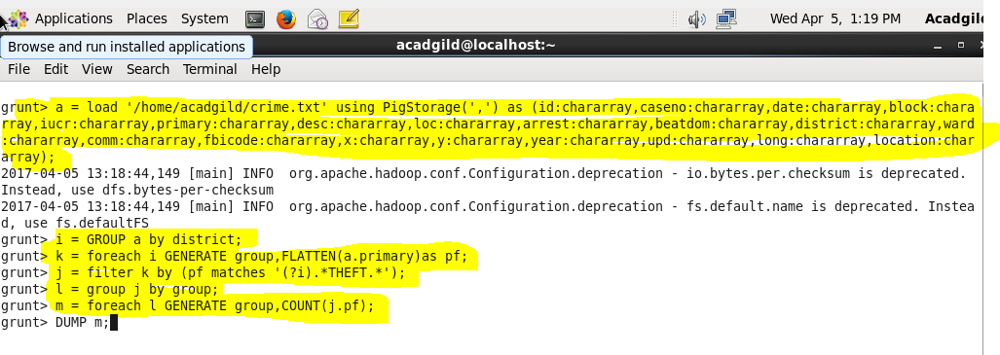 Applications Places System Wed Apr 5, 1:19 PM Acadgil
Browse and run installed applications
acadgild@localhost:~
File Edit View Search Terminal Help
grunt> a = load '/home/acadgild/crime.txt' using PigStorage(',') as (id:chararray,caseno:chararray,date:chararray,block:chara
rray,iucr:chararray,primary:chararray,desc:chararray,loc:chararray,arrest:chararray,beatdom:chararray,district:chararray,ward
:chararray,comm:chararray,fbicode:chararray,x:chararray,y:chararray,year:chararray,upd:chararray,long:chararray,location:char
array);
2017-04-05 13:18:44,149 [main] INFO  org.apache.hadoop.conf.Configuration.deprecation - io.bytes.per.checksum is deprecated.
Instead, use dfs.bytes-per-checksum
2017-04-05 13:18:44,149 [main] INFO  org.apache.hadoop.conf.Configuration.deprecation - fs.default.name is deprecated. Instea
d, use fs.defaultFS
grunt> i = GROUP a by district;
grunt> k = foreach i GENERATE group,FLATTEN(a.primary)as pf;
grunt> j = filter k by (pf matches '(?i).*THEFT.*');
grunt> l = group j by group;
grunt> m = foreach l GENERATE group,COUNT(j.pf);
grunt> DUMP m;